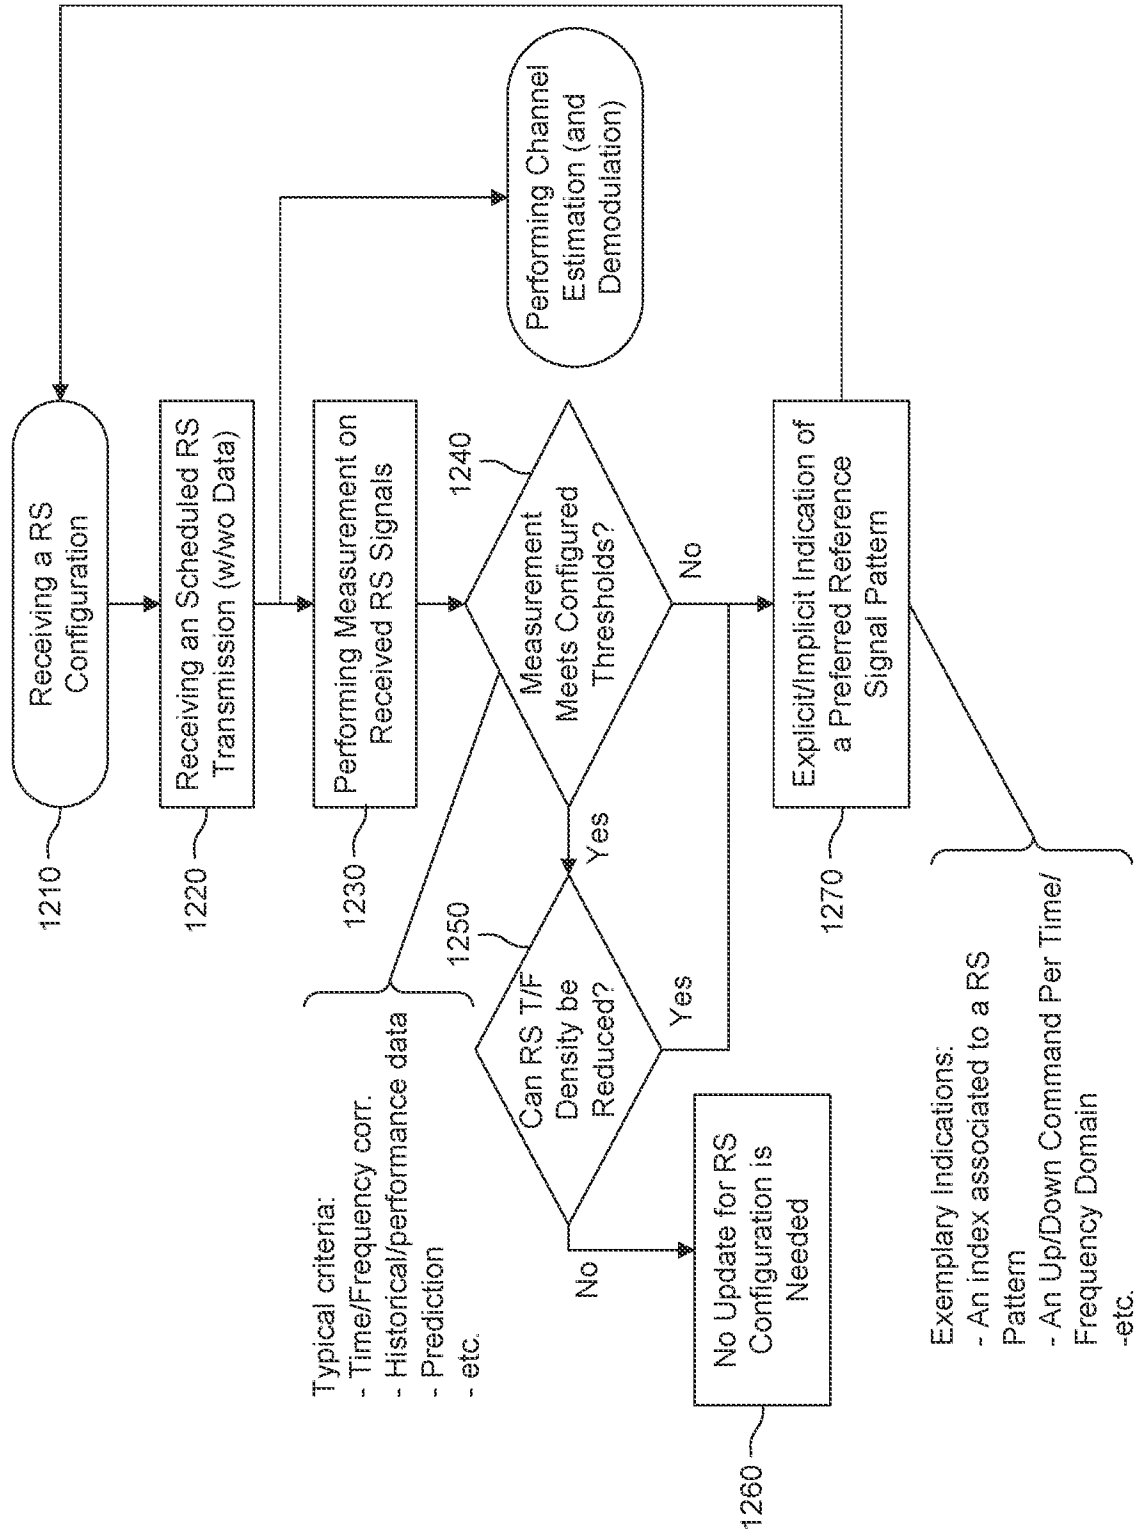 Receiving a RS
Configuration
1210
Receiving an Scheduled RS
Transmission (w/wo Data)
1220
Performing Measurement on
Received RS Signals
1230
Performing Channel
Estimation (and
Demodulation)
Measurement
Meets Configured
Thresholds?
1240
Yes
No
Typical criteria:
- Time/Frequency corr.
- Historical/performance data
- Prediction
- etc.
Can RS T/F
Density be
Reduced?
1250
Yes
No
No Update for RS
Configuration is
Needed
1260
Explicit/Implicit Indication of
a Preferred Reference
Signal Pattern
1270
Exemplary Indications:
- An index associated to a RS
Pattern
- An Up/Down Command Per Time/
Frequency Domain
-etc.